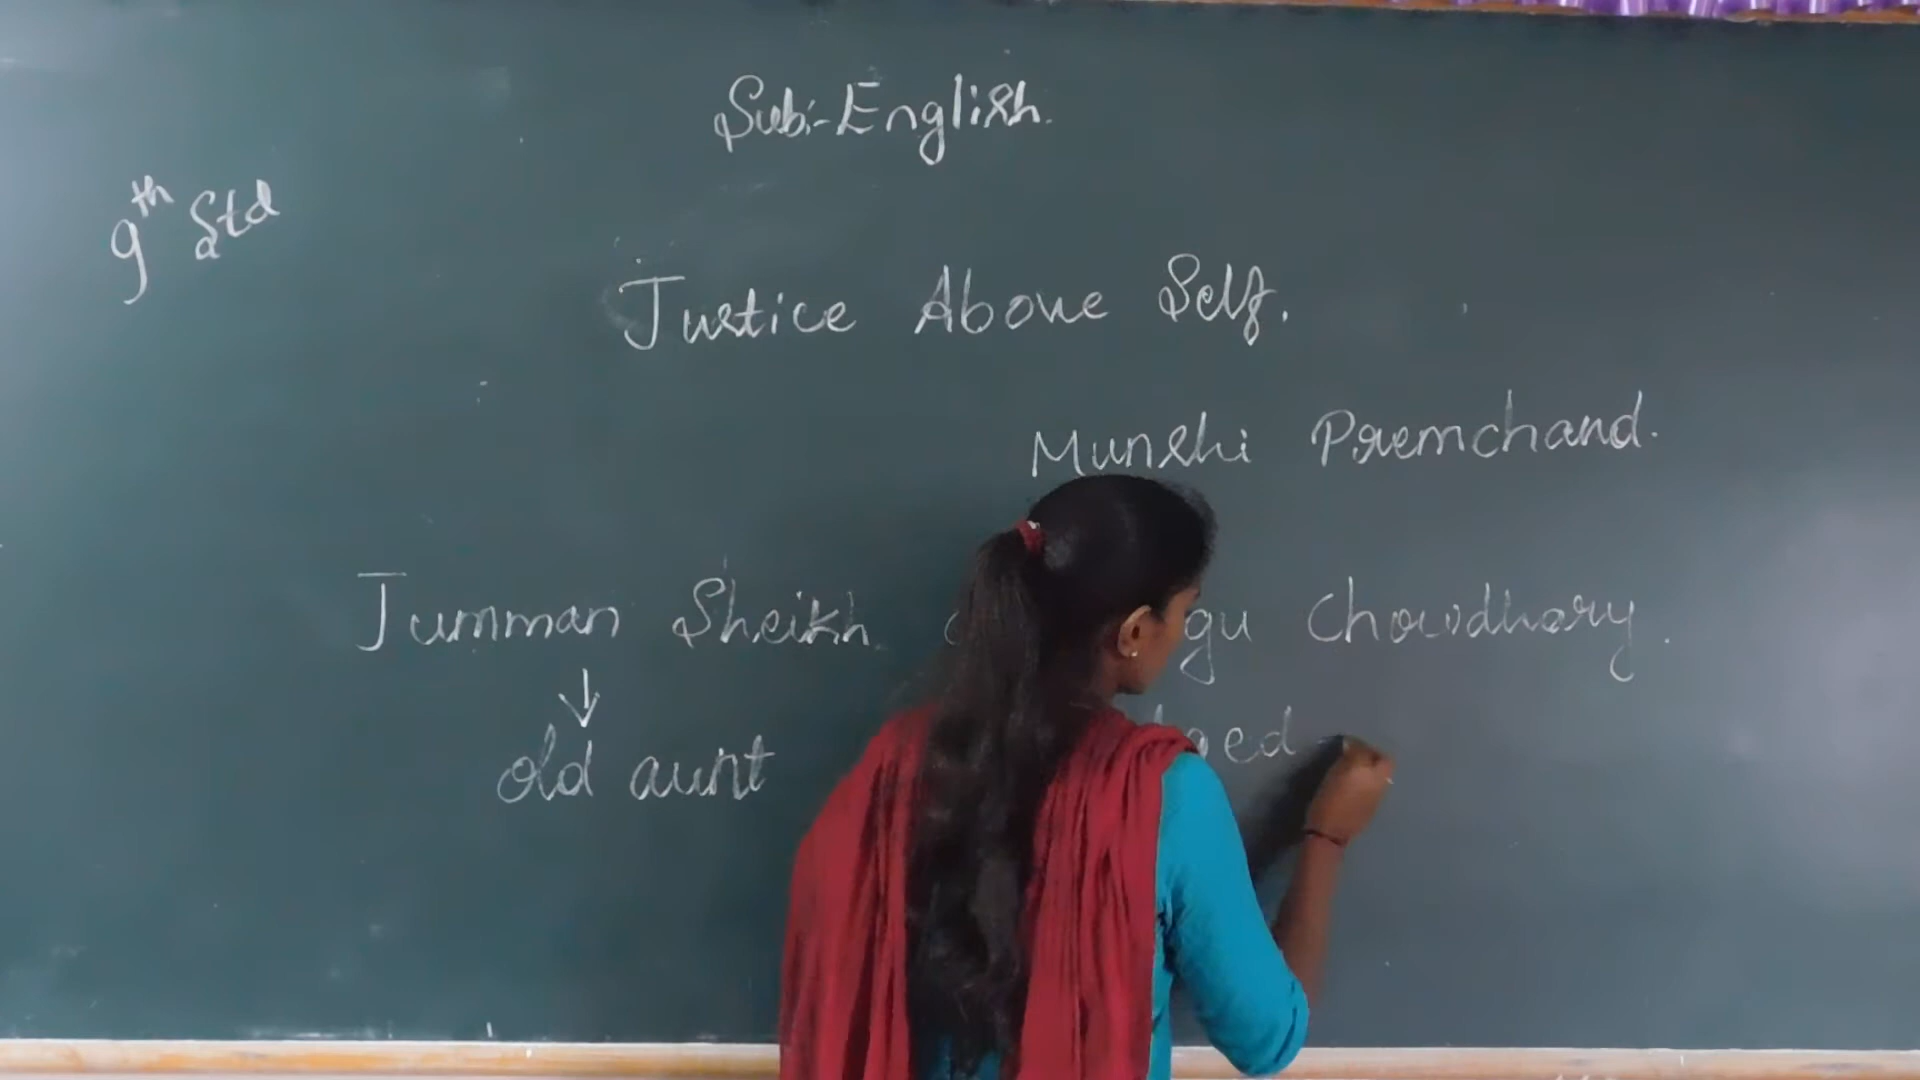 Sub:-English.
9th Std
Justice Above Self.
Munshi Premchand.
Jumman Sheikh Chowdhary.
old aunt